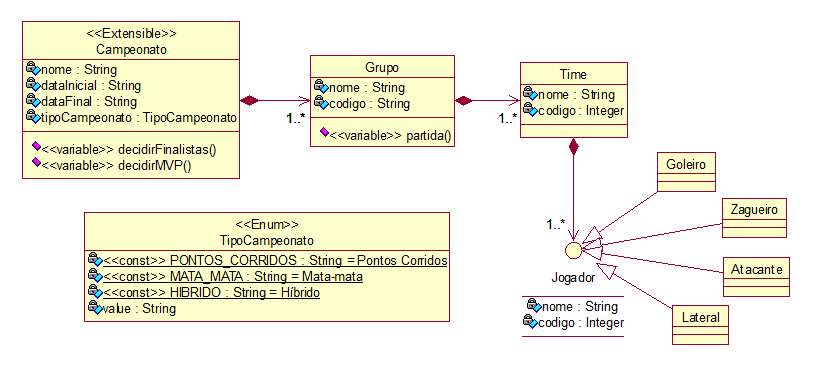 <<Extensible>>
Campeonato
nome : String
dataInicial : String
dataFinal : String
tipoCampeonato : TipoCampeonato
<<variable>> decidirFinalistas()
<<variable>> decidirMVP()
1..*
Grupo
nome : String
codigo : String
<<variable>> partida()
1..*
Time
nome : String
codigo : Integer
1..*
Jogador
nome : String
codigo : Integer
Goleiro
Zagueiro
Atacante
Lateral
<<Enum>>
TipoCampeonato
<<const>> PONTOS_CORRIDOS : String = Pontos Corridos
<<const>> MATA_MATA : String = Mata-mata
<<const>> HIBRIDO : String = Híbrido
value : String